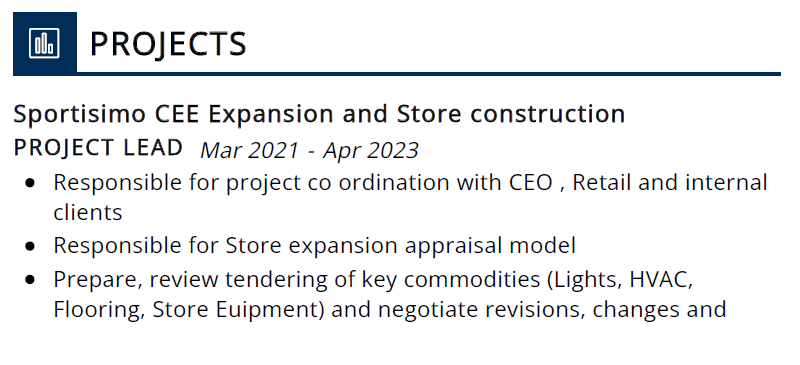 PROJECTS
Sportisimo CEE Expansion and Store construction
PROJECT LEAD Mar 2021 - Apr 2023
● Responsible for project co ordination with CEO , Retail and internal
clients
● Responsible for Store expansion appraisal model
● Prepare, review tendering of key commodities (Lights, HVAC,
Flooring, Store Euipment) and negotiate revisions, changes and